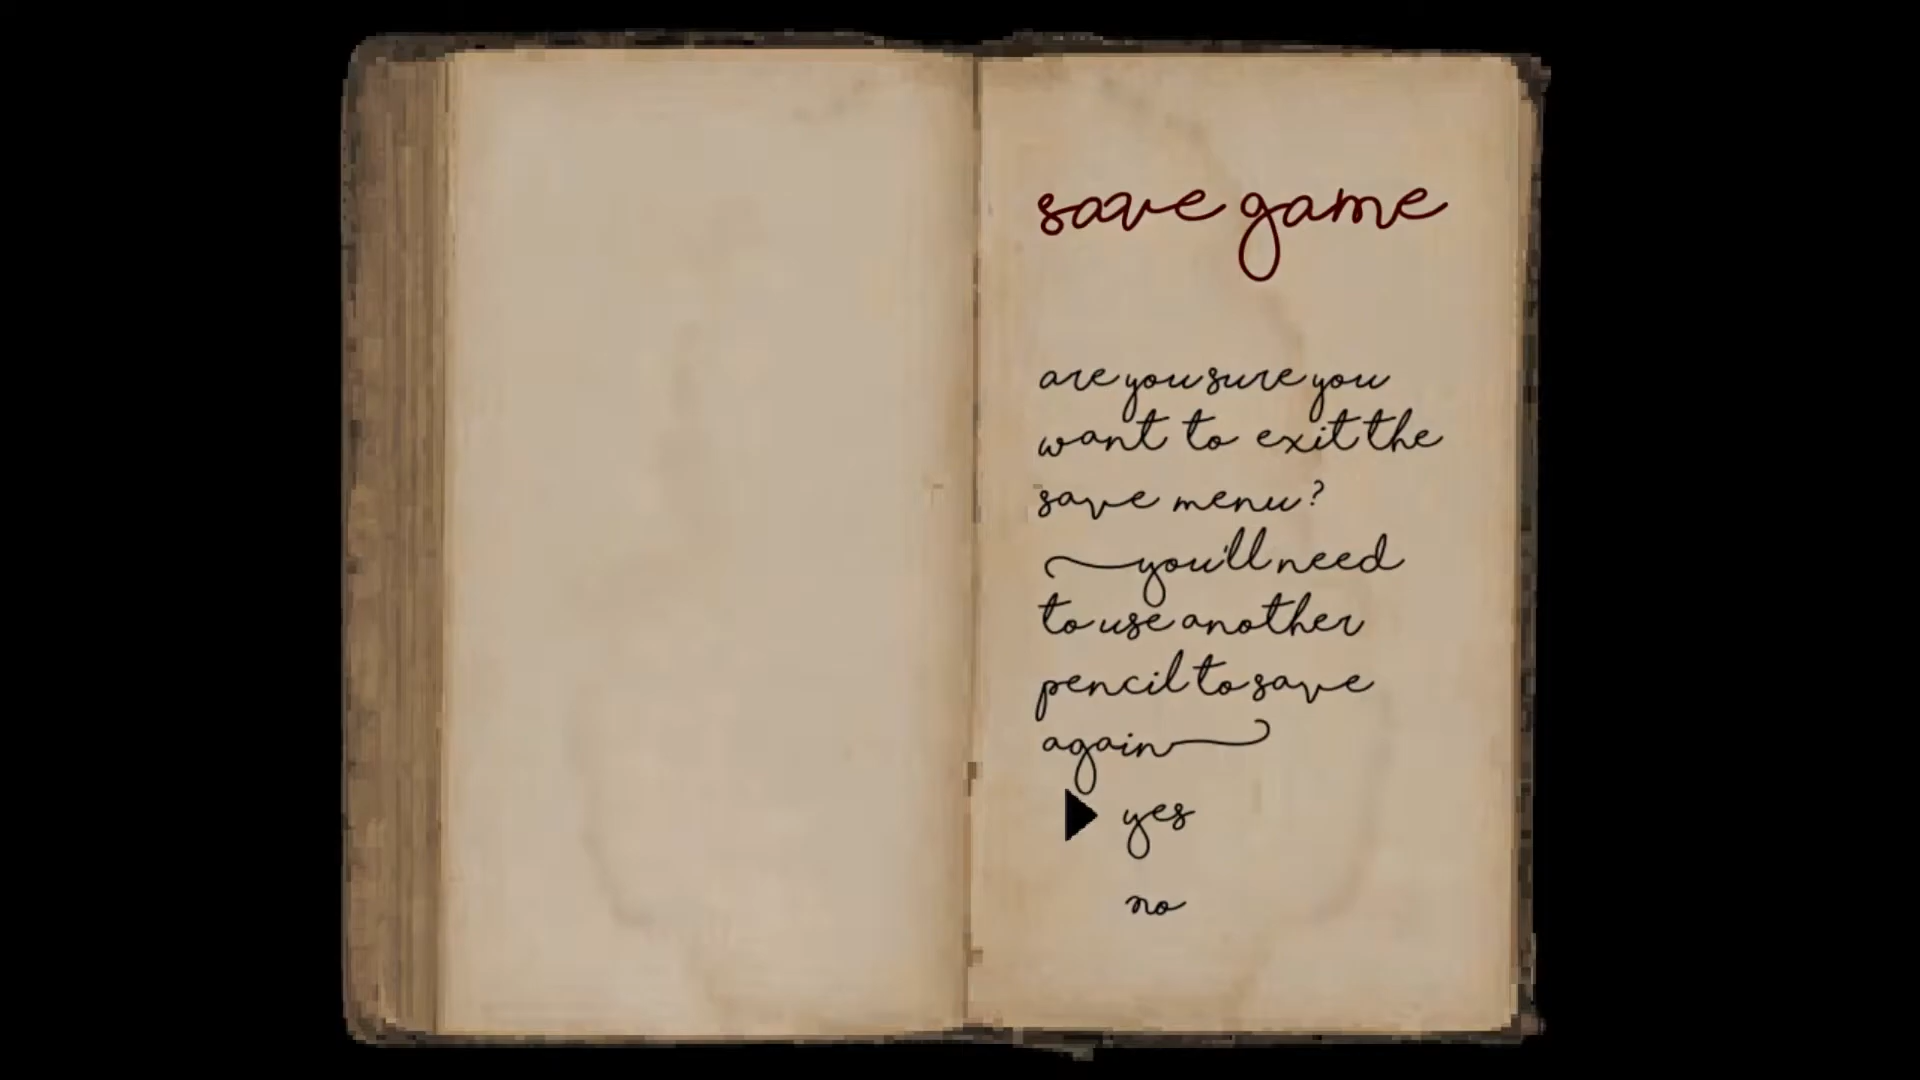 save game
are you sure you
want to exit the
save menu?
(you'll need
to use another
pencil to save
again)
yes
no